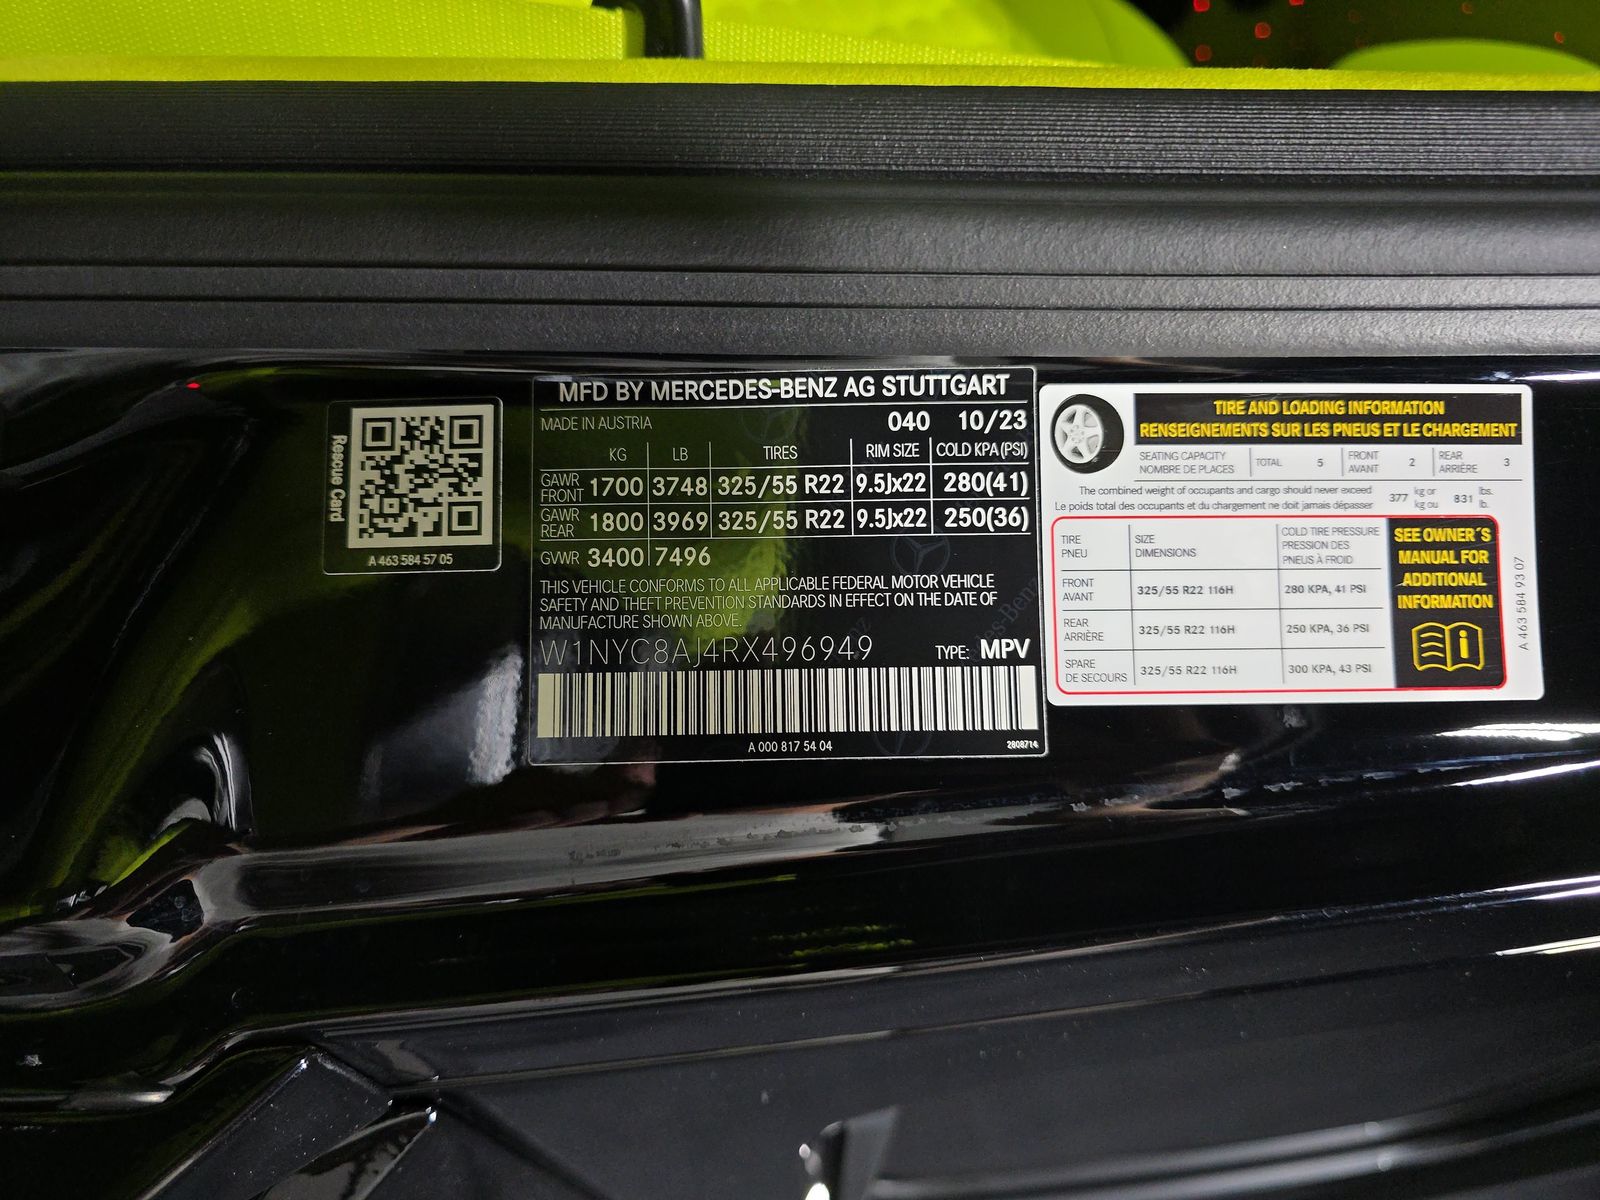 Rescue Card
A 463 584 57 05
MFD BY MERCEDES-BENZ AG STUTTGART
MADE IN AUSTRIA 040 10/23
KG LB TIRES RIM SIZE COLD KPA(PSI)
GAWR FRONT 1700 3748 325/55 R22 9.5Jx22 280(41)
GAWR REAR 1800 3969 325/55 R22 9.5Jx22 250(36)
GVWR 3400 7496
THIS VEHICLE CONFORMS TO ALL APPLICABLE FEDERAL MOTOR VEHICLE
SAFETY AND THEFT PREVENTION STANDARDS IN EFFECT ON THE DATE OF
MANUFACTURE SHOWN ABOVE.
W1NYC8AJ4RX496949 TYPE: MPV
A 000 817 54 04 2808714
TIRE AND LOADING INFORMATION
RENSEIGNEMENTS SUR LES PNEUS ET LE CHARGEMENT
SEATING CAPACITY
NOMBRE DE PLACES
TOTAL 5
FRONT
AVANT 2
REAR
ARRIÈRE 3
The combined weight of occupants and cargo should never exceed
Le poids total des occupants et du chargement ne doit jamais dépasser
377 kg or
kg ou
831 lbs.
lb.
TIRE
PNEU
SIZE
DIMENSIONS
COLD TIRE PRESSURE
PRESSION DES
PNEUS À FROID
FRONT
AVANT
325/55 R22 116H 280 KPA, 41 PSI
REAR
ARRIÈRE
325/55 R22 116H 250 KPA, 36 PSI
SPARE
DE SECOURS
325/55 R22 116H 300 KPA, 43 PSI
SEE OWNER´S
MANUAL FOR
ADDITIONAL
INFORMATION
A 463 584 93 07